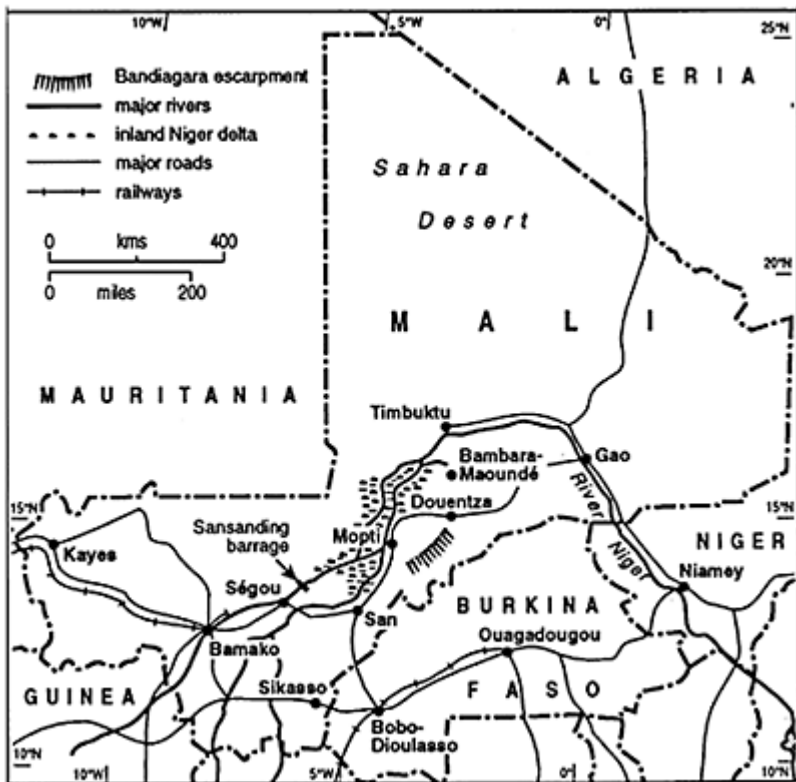 10°W
5°W
0°
25°N
Bandiagara escarpment
major rivers
inland Niger delta
major roads
railways
0 kms 400
0 miles 200
ALGERIA
Sahara
Desert
20°N
MALI
MAURITANIA
Timbuktu
Bambara-
Maoundé
Gao
River
Niger
15°N
15°N
Douentza
Sansanding
barrage
Mopti
NIGER
Kayes
Ségou
Niamey
San
BURKINA
FASO
Ouagadougou
Bamako
GUINEA
Sikasso
Bobo-
Dioulasso
10°N
10°W
5°W
0°
10°N